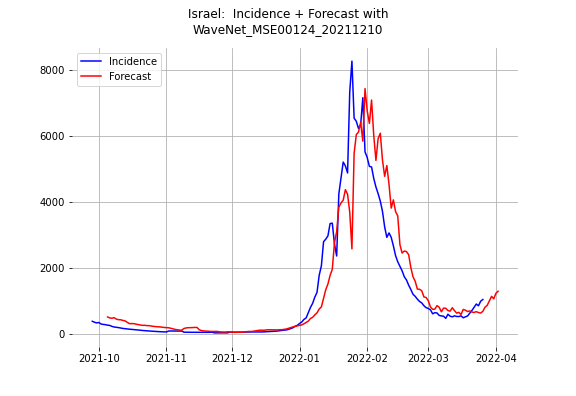 Israel:  Incidence + Forecast with
WaveNet_MSE00124_20211210
Incidence
Forecast
8000
6000
4000
2000
0
2021-10 2021-11 2021-12 2022-01 2022-02 2022-03 2022-04